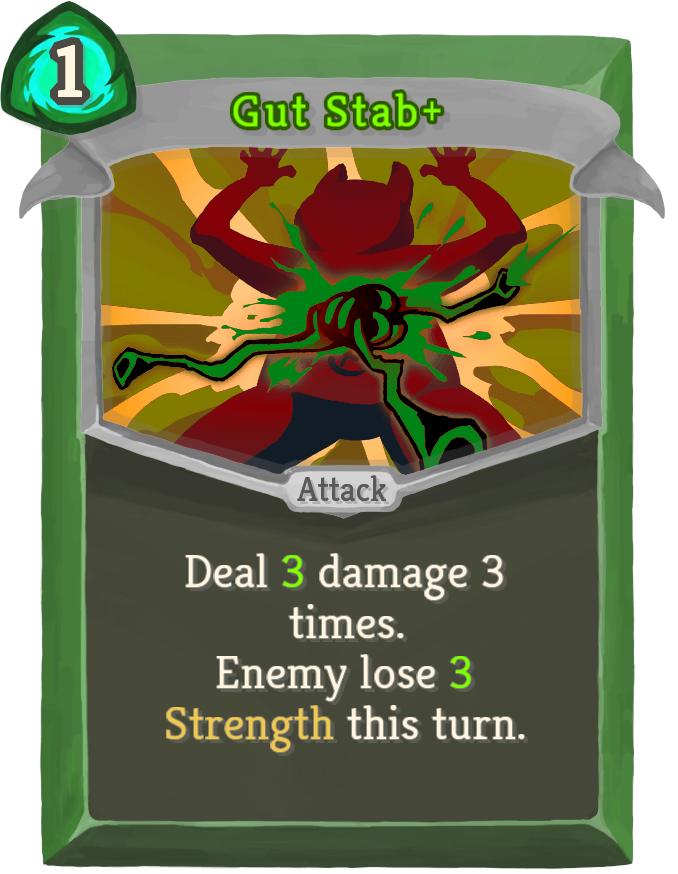 1
Gut Stab+
Attack
Deal 3 damage 3
times.
Enemy lose 3
Strength this turn.